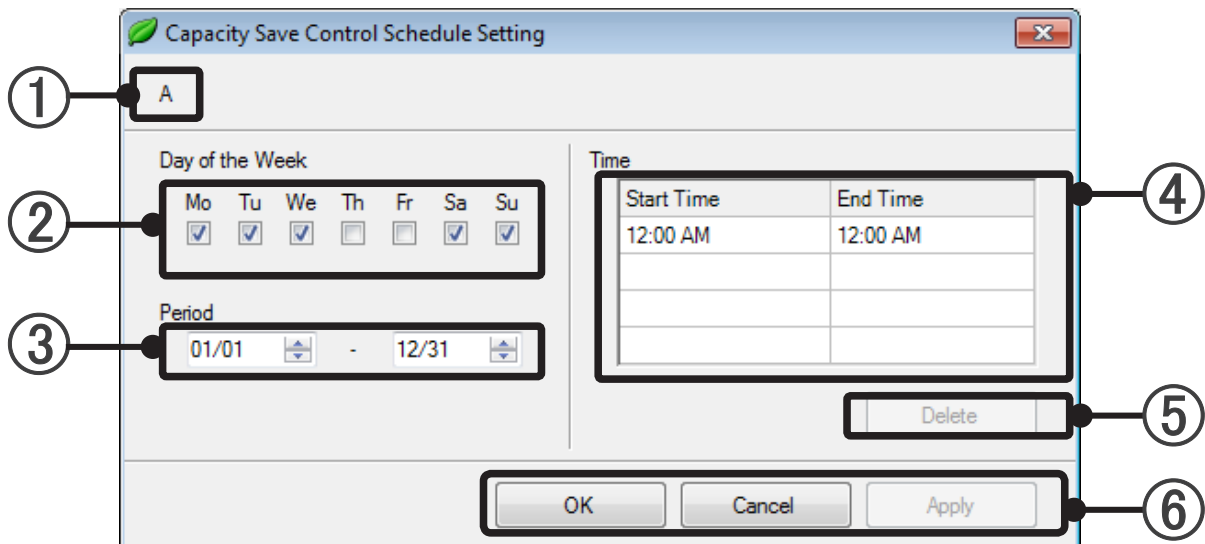 Capacity Save Control Schedule Setting
① A
Day of the Week
② Mo Tu We Th Fr Sa Su
Period
③ 01/01 - 12/31
Time
Start Time End Time ④
12:00 AM 12:00 AM
Delete ⑤
OK Cancel Apply ⑥